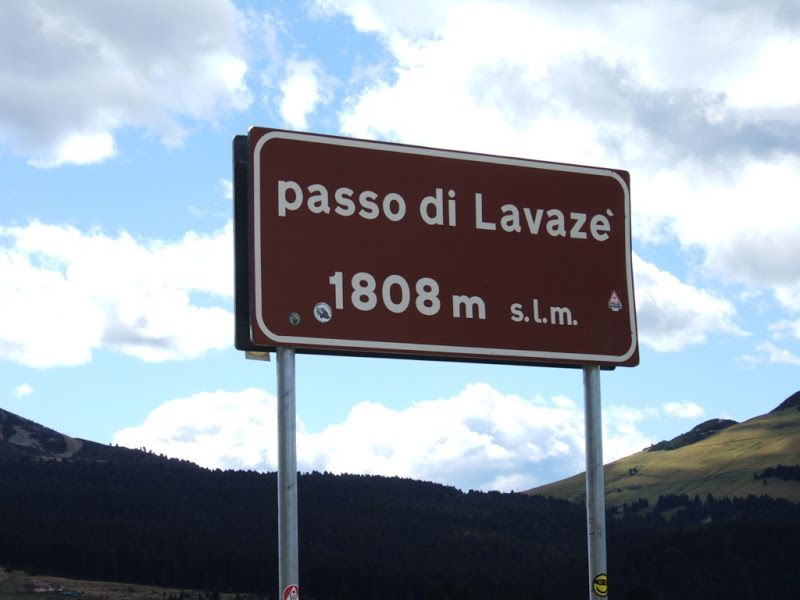 passo di Lavazè
1808 m s.l.m.